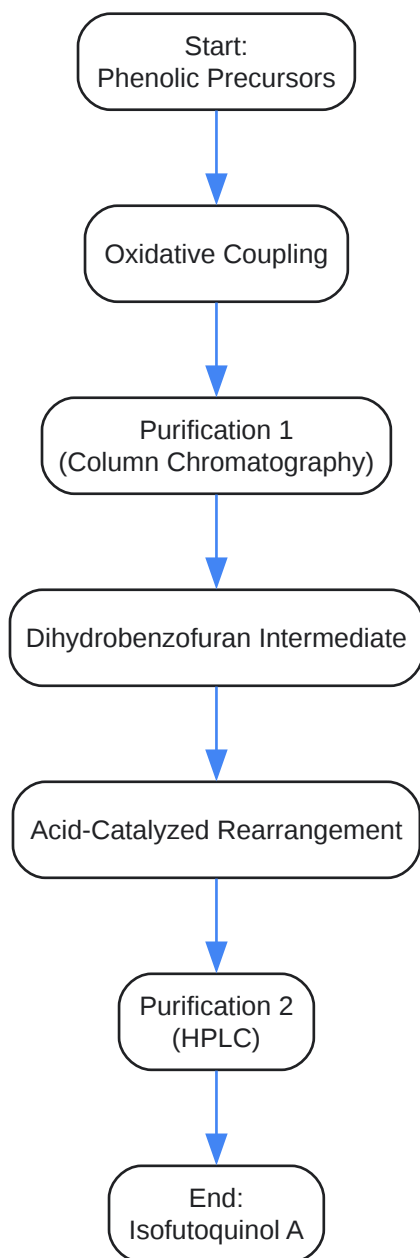 Start:
Phenolic Precursors
Oxidative Coupling
Purification 1
(Column Chromatography)
Dihydrobenzofuran Intermediate
Acid-Catalyzed Rearrangement
Purification 2
(HPLC)
End:
Isofutoquinol A